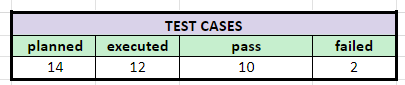 TEST CASES
planned executed pass failed
14 12 10 2